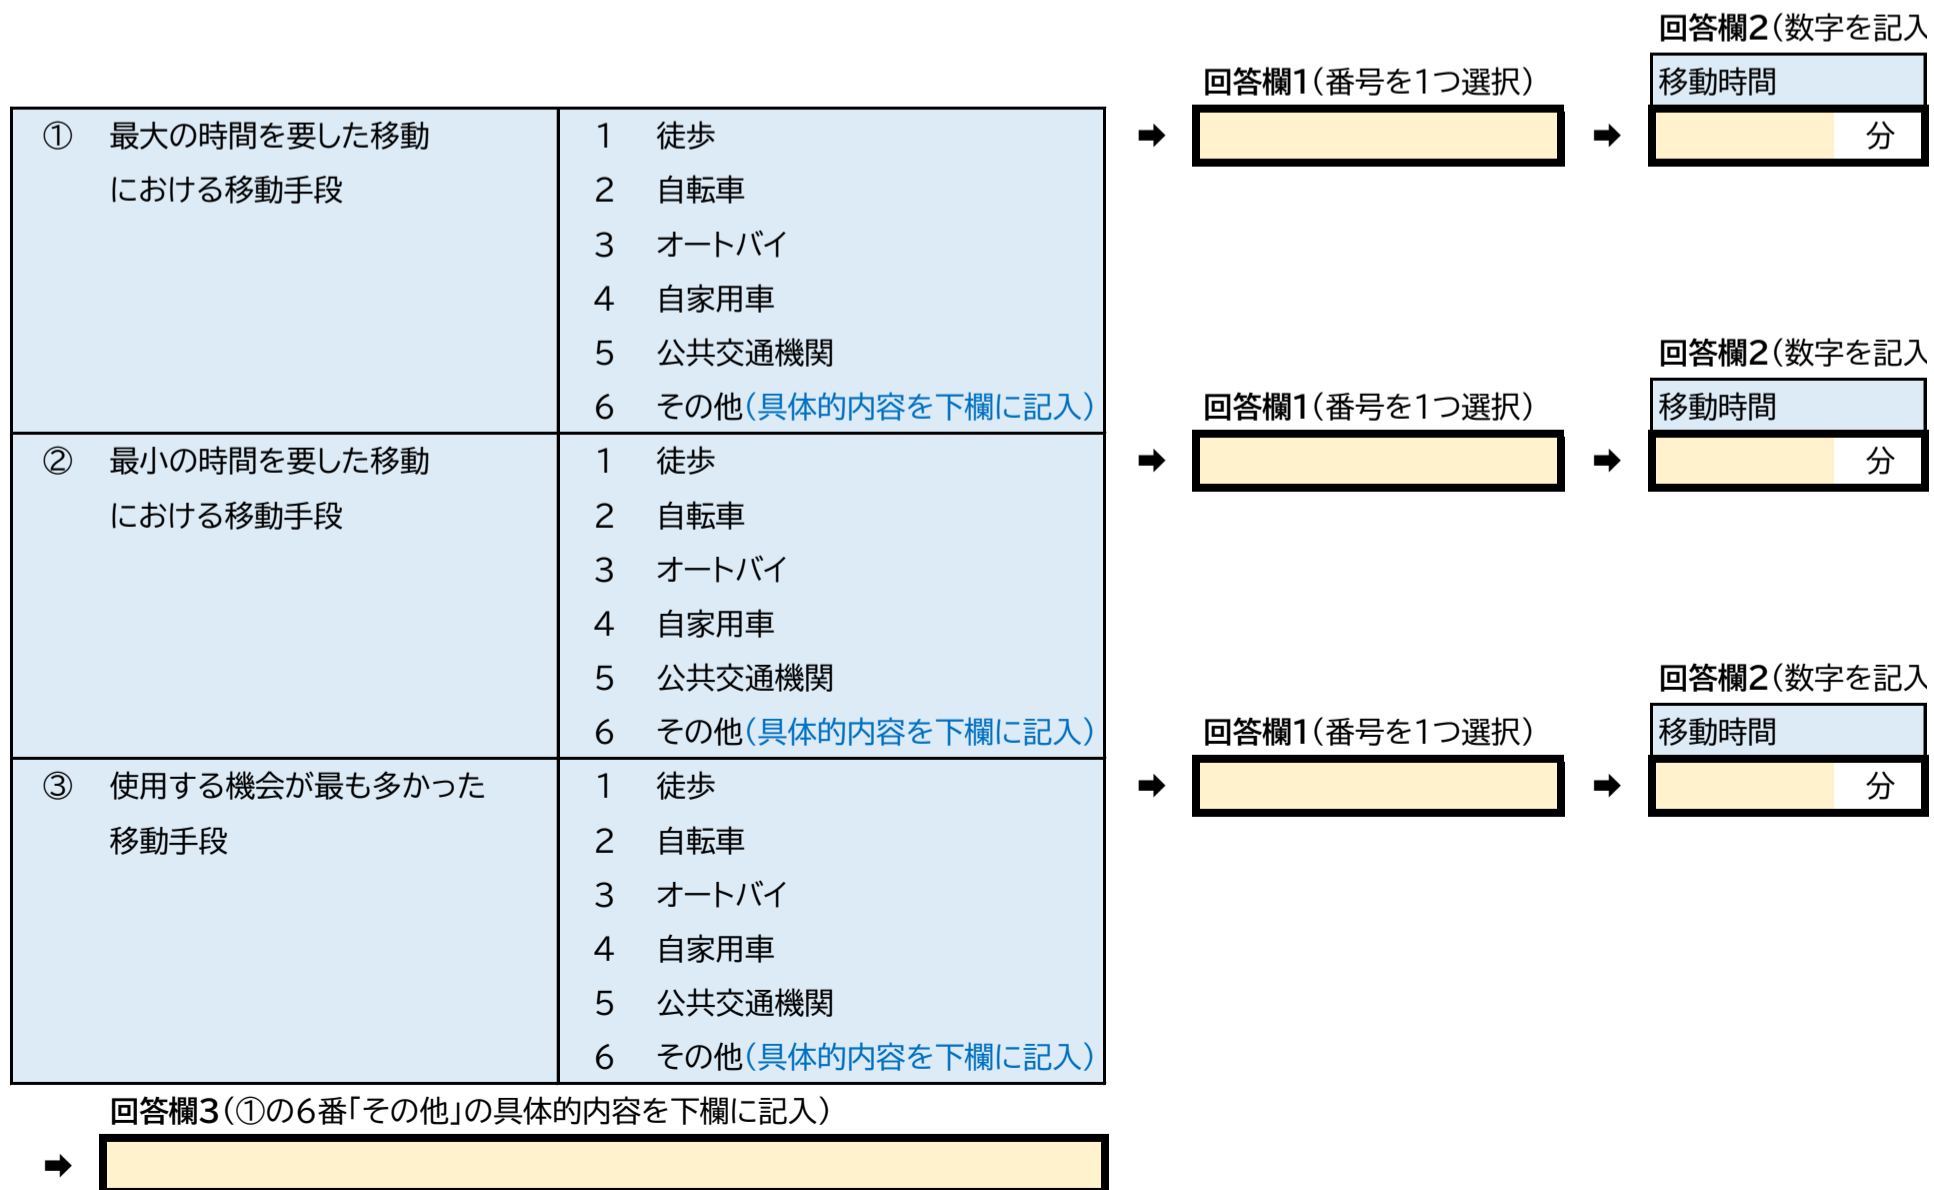 回答欄2(数字を記入
回答欄1(番号を1つ選択) 移動時間
① 最大の時間を要した移動 1 徒歩 ➡ ➡ 分
における移動手段 2 自転車
3 オートバイ
4 自家用車
5 公共交通機関 回答欄2(数字を記入
6 その他(具体的内容を下欄に記入) 回答欄1(番号を1つ選択) 移動時間
② 最小の時間を要した移動 1 徒歩 ➡ ➡ 分
における移動手段 2 自転車
3 オートバイ
4 自家用車
5 公共交通機関 回答欄2(数字を記入
6 その他(具体的内容を下欄に記入) 回答欄1(番号を1つ選択) 移動時間
③ 使用する機会が最も多かった 1 徒歩 ➡ ➡ 分
移動手段 2 自転車
3 オートバイ
4 自家用車
5 公共交通機関
6 その他(具体的内容を下欄に記入)
回答欄3(①の6番「その他」の具体的内容を下欄に記入)
➡